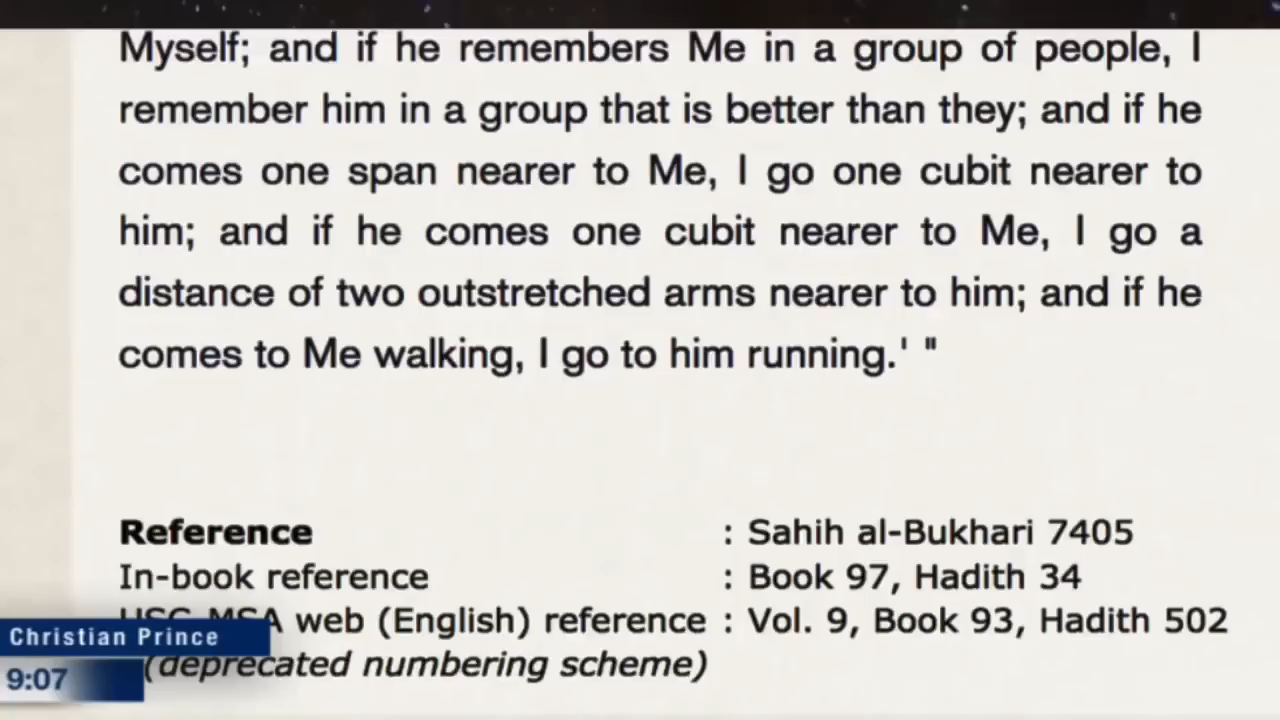 Myself; and if he remembers Me in a group of people, I
remember him in a group that is better than they; and if he
comes one span nearer to Me, I go one cubit nearer to
him; and if he comes one cubit nearer to Me, I go a
distance of two outstretched arms nearer to him; and if he
comes to Me walking, I go to him running.' "
Reference : Sahih al-Bukhari 7405
In-book reference : Book 97, Hadith 34
USC-MSA web (English) reference : Vol. 9, Book 93, Hadith 502
(deprecated numbering scheme)
Christian Prince
9:07